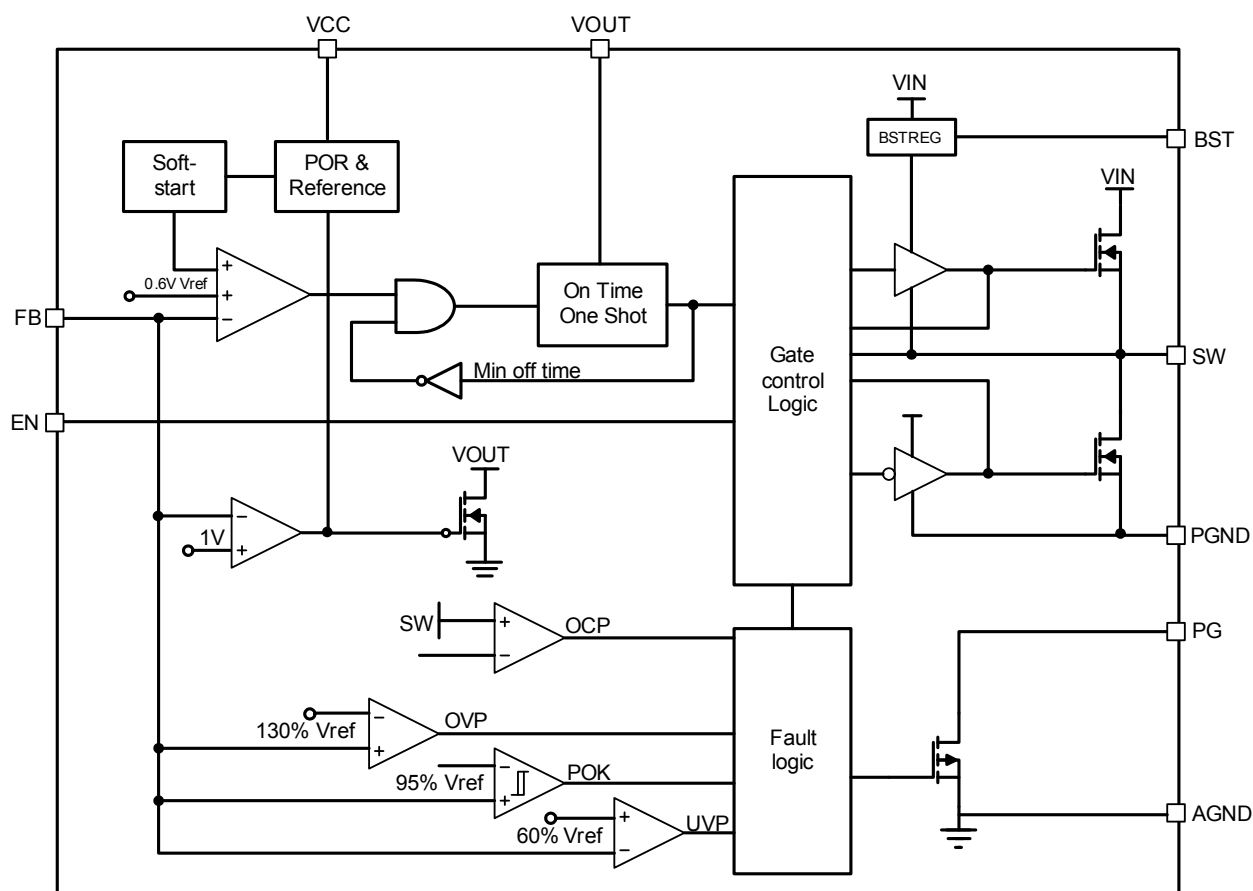 VCC
VOUT
VIN
BSTREG
BST
Soft-
start
POR &
Reference
VIN
+
0.6V Vref
+
−
FB
On Time
One Shot
Min off time
Gate
control
Logic
SW
EN
VOUT
−
1V
+
PGND
SW
+
−
OCP
PG
130% Vref
−
+
OVP
95% Vref
−
+
POK
Fault
logic
60% Vref
+
−
UVP
AGND